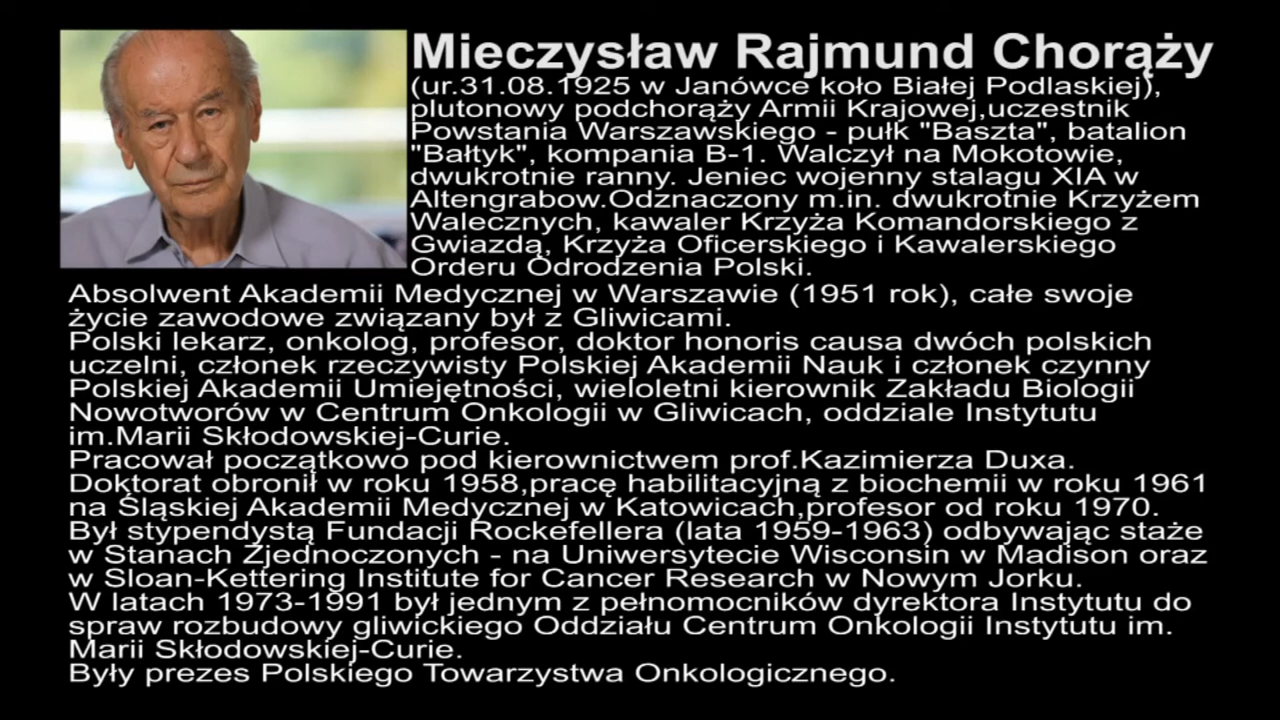 Mieczysław Rajmund Chorąży
(ur.31.08.1925 w Janówce koło Białej Podlaskiej),
plutonowy podchorąży Armii Krajowej,uczestnik
Powstania Warszawskiego - pułk "Baszta", batalion
"Bałtyk", kompania B-1. Walczył na Mokotowie,
dwukrotnie ranny. Jeniec wojenny stalagu XIA w
Altengrabow.Odznaczony m.in. dwukrotnie Krzyżem
Walecznych, kawaler Krzyża Komandorskiego z
Gwiazdą, Krzyża Oficerskiego i Kawalerskiego
Orderu Odrodzenia Polski.
Absolwent Akademii Medycznej w Warszawie (1951 rok), całe swoje
życie zawodowe związany był z Gliwicami.
Polski lekarz, onkolog, profesor, doktor honoris causa dwóch polskich
uczelni, członek rzeczywisty Polskiej Akademii Nauk i członek czynny
Polskiej Akademii Umiejętności, wieloletni kierownik Zakładu Biologii
Nowotworów w Centrum Onkologii w Gliwicach, oddziale Instytutu
im.Marii Skłodowskiej-Curie.
Pracował początkowo pod kierownictwem prof.Kazimierza Duxa.
Doktorat obronił w roku 1958,pracę habilitacyjną z biochemii w roku 1961
na Śląskiej Akademii Medycznej w Katowicach,profesor od roku 1970.
Był stypendystą Fundacji Rockefellera (lata 1959-1963) odbywając staże
w Stanach Zjednoczonych - na Uniwersytecie Wisconsin w Madison oraz
w Sloan-Kettering Institute for Cancer Research w Nowym Jorku.
W latach 1973-1991 był jednym z pełnomocników dyrektora Instytutu do
spraw rozbudowy gliwickiego Oddziału Centrum Onkologii Instytutu im.
Marii Skłodowskiej-Curie.
Były prezes Polskiego Towarzystwa Onkologicznego.